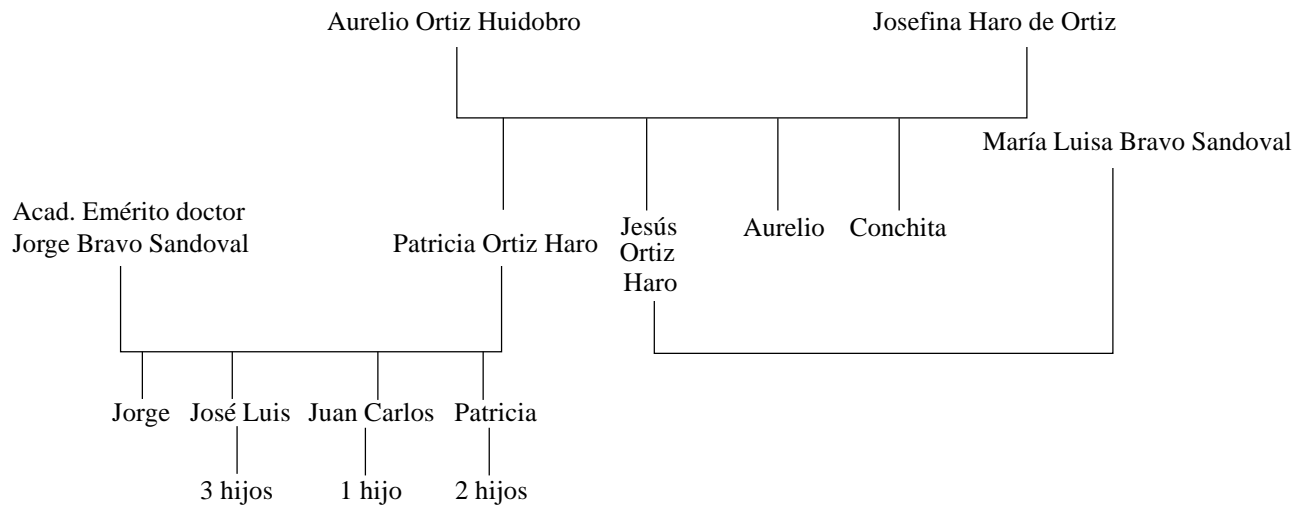 Aurelio Ortiz Huidobro
Josefina Haro de Ortiz
María Luisa Bravo Sandoval
Acad. Emérito doctor
Jorge Bravo Sandoval
Patricia Ortiz Haro
Jesús
Ortiz
Haro
Aurelio
Conchita
Jorge
José Luis
Juan Carlos
Patricia
3 hijos
1 hijo
2 hijos